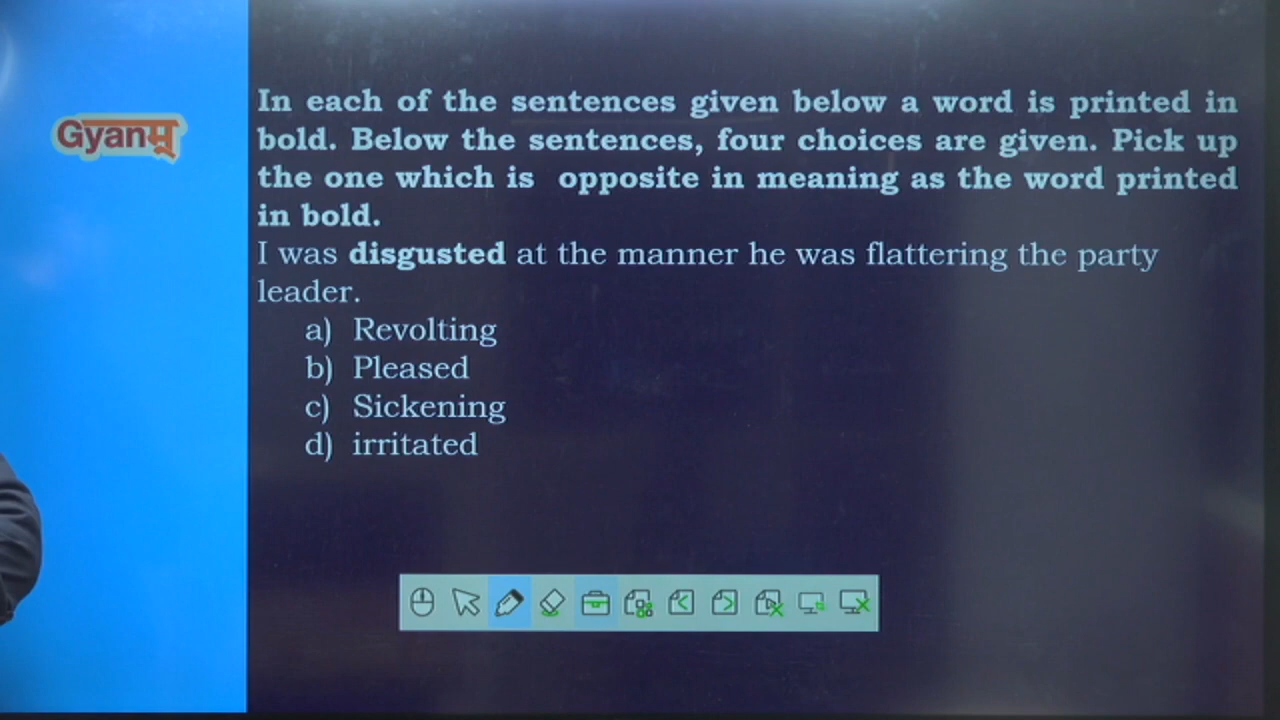 Gyanम्
In each of the sentences given below a word is printed in
bold. Below the sentences, four choices are given. Pick up
the one which is opposite in meaning as the word printed
in bold.
I was disgusted at the manner he was flattering the party
leader.
a) Revolting
b) Pleased
c) Sickening
d) irritated